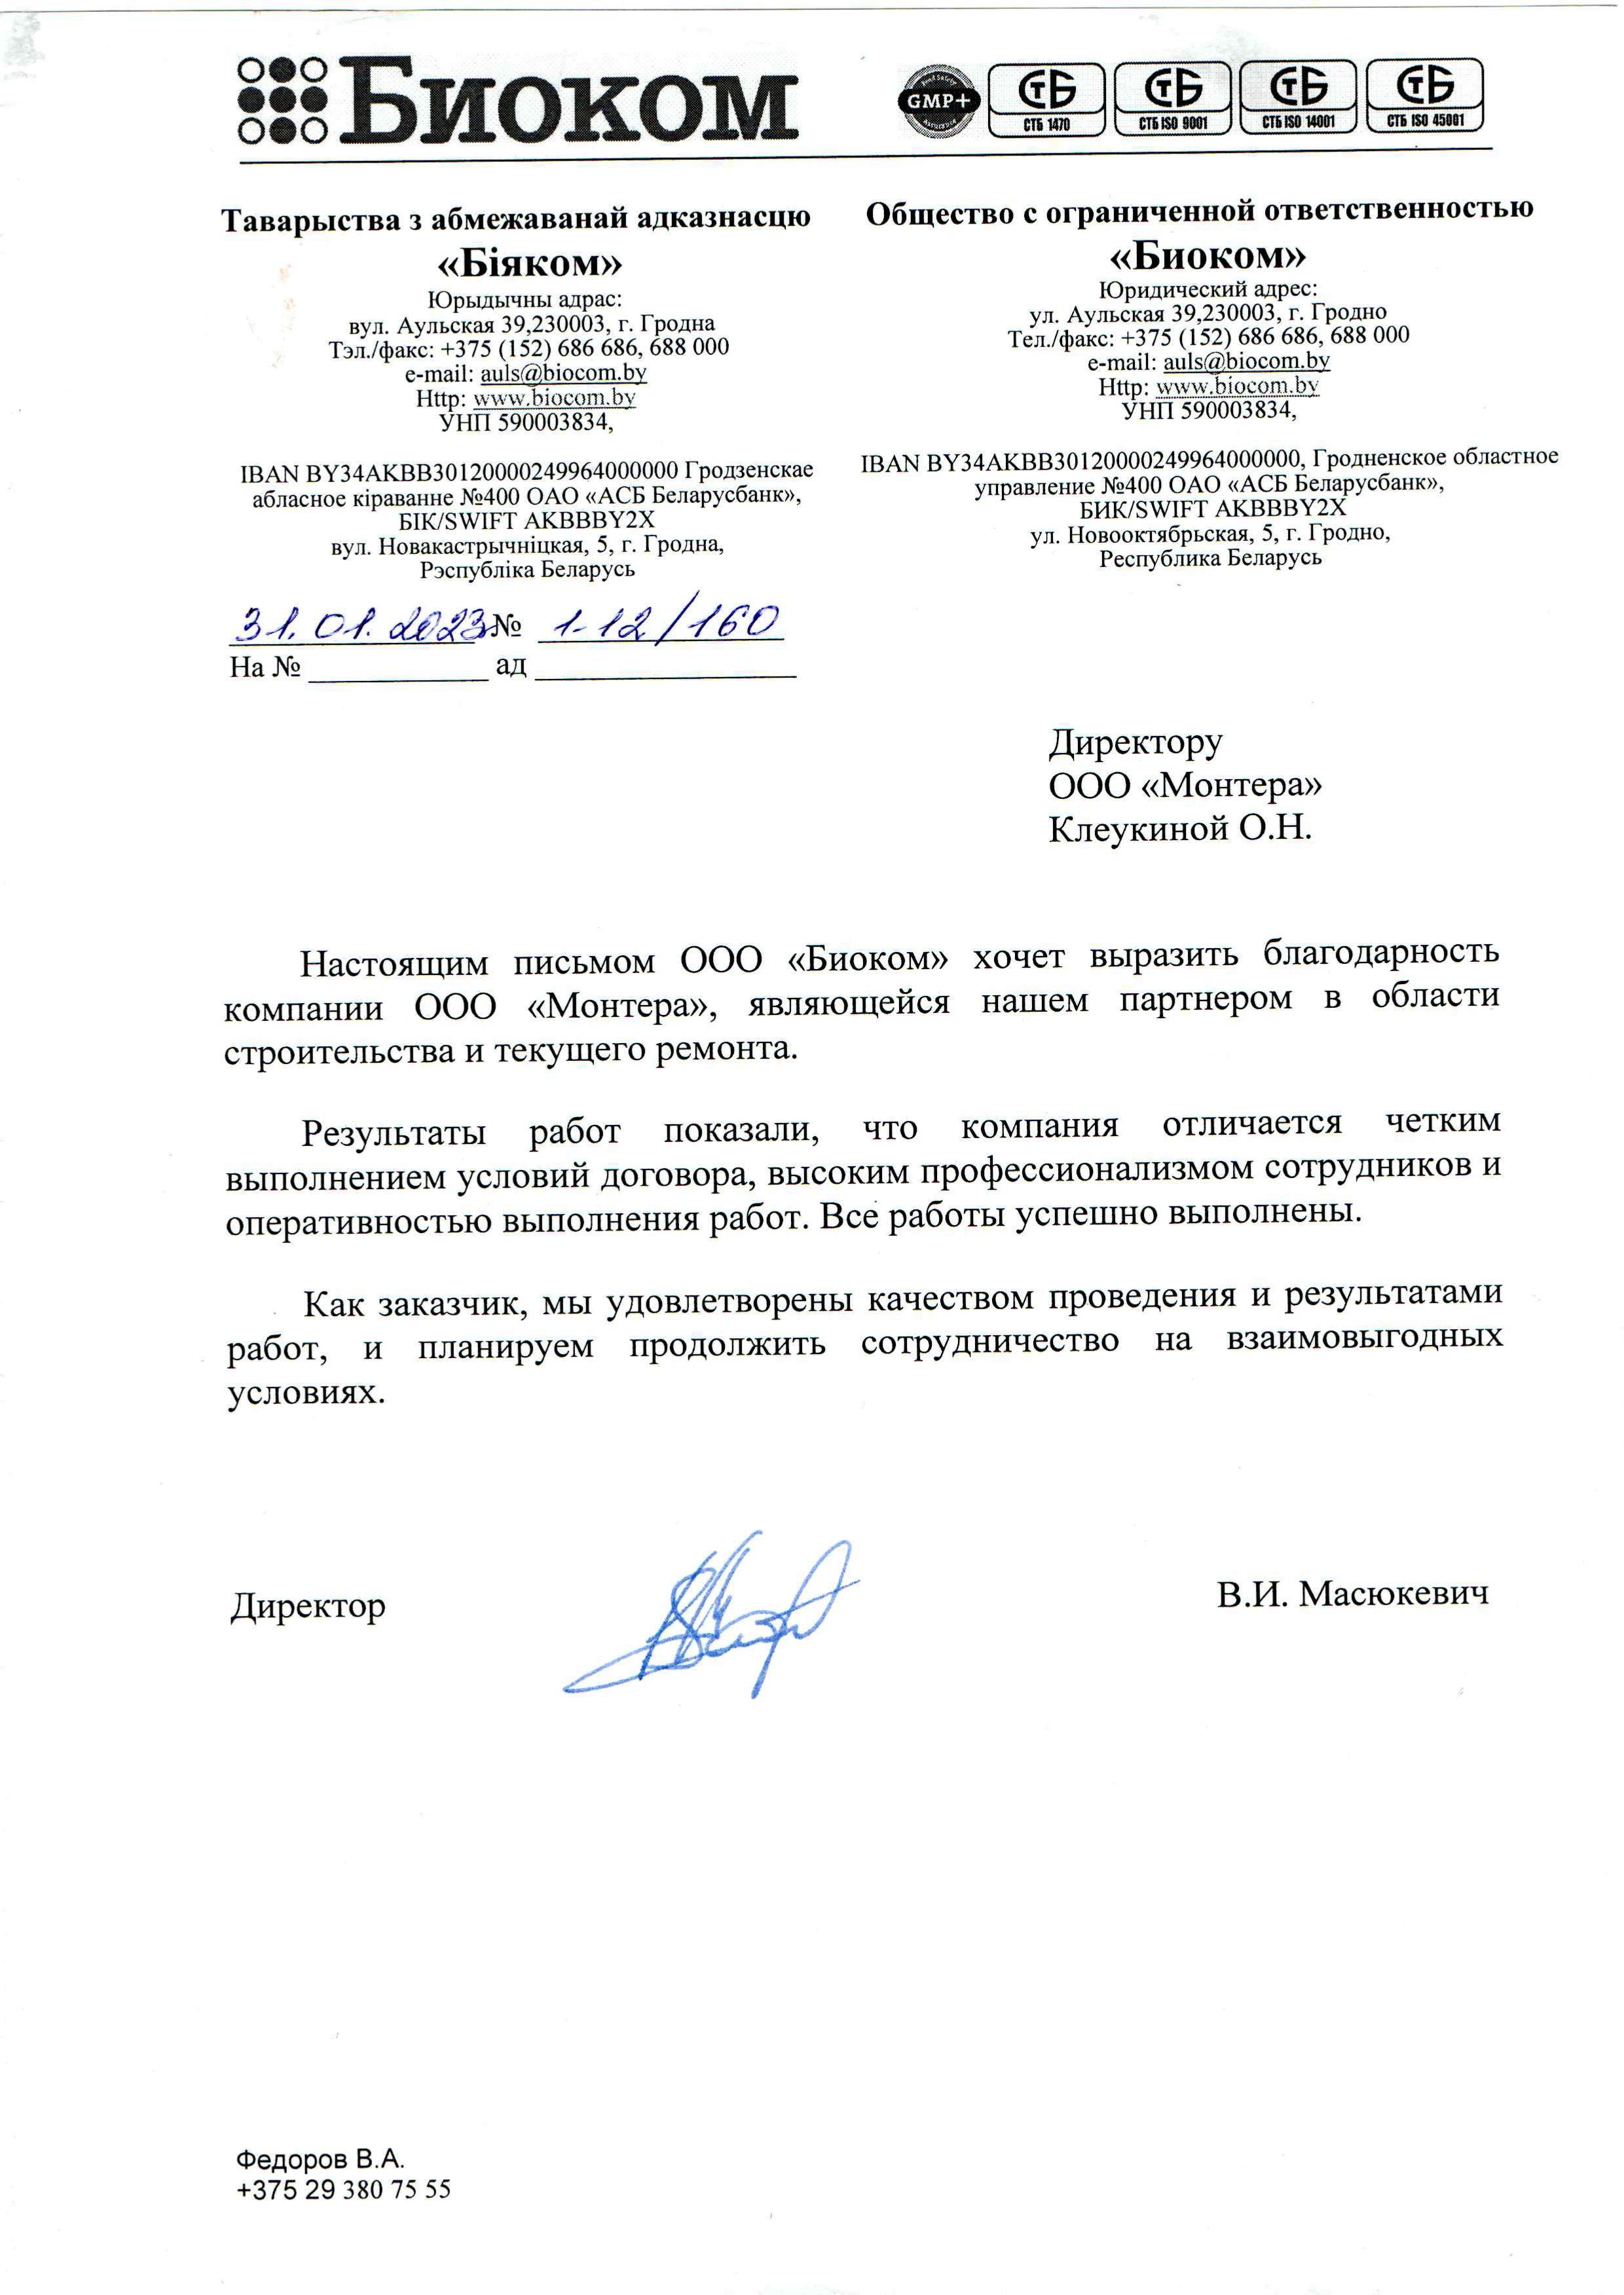 Биоком
GMP+
СТБ 1470
СТБ ISO 9001
СТБ ISO 14001
СТБ ISO 45001
Таварыства з абмежаванай адказнасцю
«Біяком»
Юрыдычны адрас:
вул. Аульская 39,230003, г. Гродна
Тэл./факс: +375 (152) 686 686, 688 000
e-mail: auls@biocom.by
Http: www.biocom.by
УНП 590003834,
IBAN BY34AKBB30120000249964000000 Гродзенскае
абласное кіраванне №400 ОАО «АСБ Беларусбанк»,
БІК/SWIFT AKBBBY2X
вул. Новакастрычніцкая, 5, г. Гродна,
Рэспубліка Беларусь
Общество с ограниченной ответственностью
«Биоком»
Юридический адрес:
ул. Аульская 39,230003, г. Гродно
Тел./факс: +375 (152) 686 686, 688 000
e-mail: auls@biocom.by
Http: www.biocom.by
УНП 590003834,
IBAN BY34AKBB30120000249964000000, Гродненское областное
управление №400 ОАО «АСБ Беларусбанк»,
БИК/SWIFT AKBBBY2X
ул. Новооктябрьская, 5, г. Гродно,
Республика Беларусь
31.01.2023 № 1-12/160
На № ____________ ад __________________
Директору
ООО «Монтера»
Клеукиной О.Н.
Настоящим письмом ООО «Биоком» хочет выразить благодарность
компании ООО «Монтера», являющейся нашем партнером в области
строительства и текущего ремонта.
Результаты работ показали, что компания отличается четким
выполнением условий договора, высоким профессионализмом сотрудников и
оперативностью выполнения работ. Все работы успешно выполнены.
Как заказчик, мы удовлетворены качеством проведения и результатами
работ, и планируем продолжить сотрудничество на взаимовыгодных
условиях.
Директор
В.И. Масюкевич
Федоров В.А.
+375 29 380 75 55